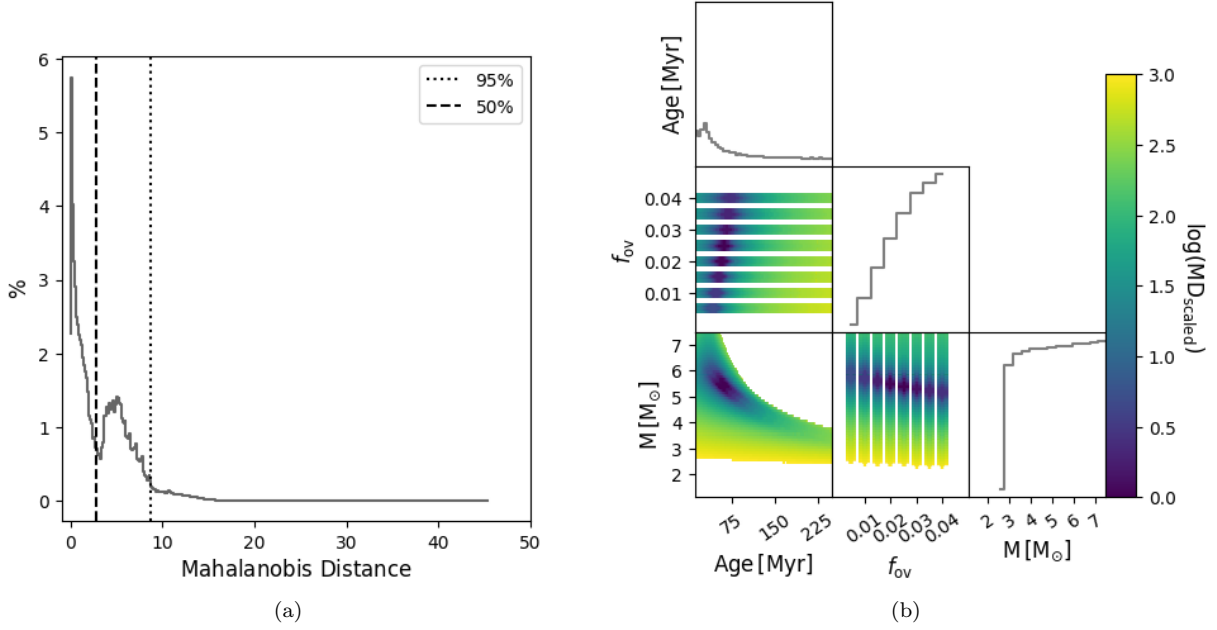 6
5
4
3
2
1
0
%
0 10 20 30 40 50
Mahalanobis Distance
95%
50%
(a)
Age [Myr]
0.04
0.03
0.02
0.01
f_ov
7
6
5
4
3
2
M [M_⊙]
75 150 225
Age [Myr]
0.01 0.02 0.03 0.04
f_ov
2 3 4 5 6 7
M [M_⊙]
3.0
2.5
2.0
1.5
1.0
0.5
0.0
log(MD_scaled)
(b)